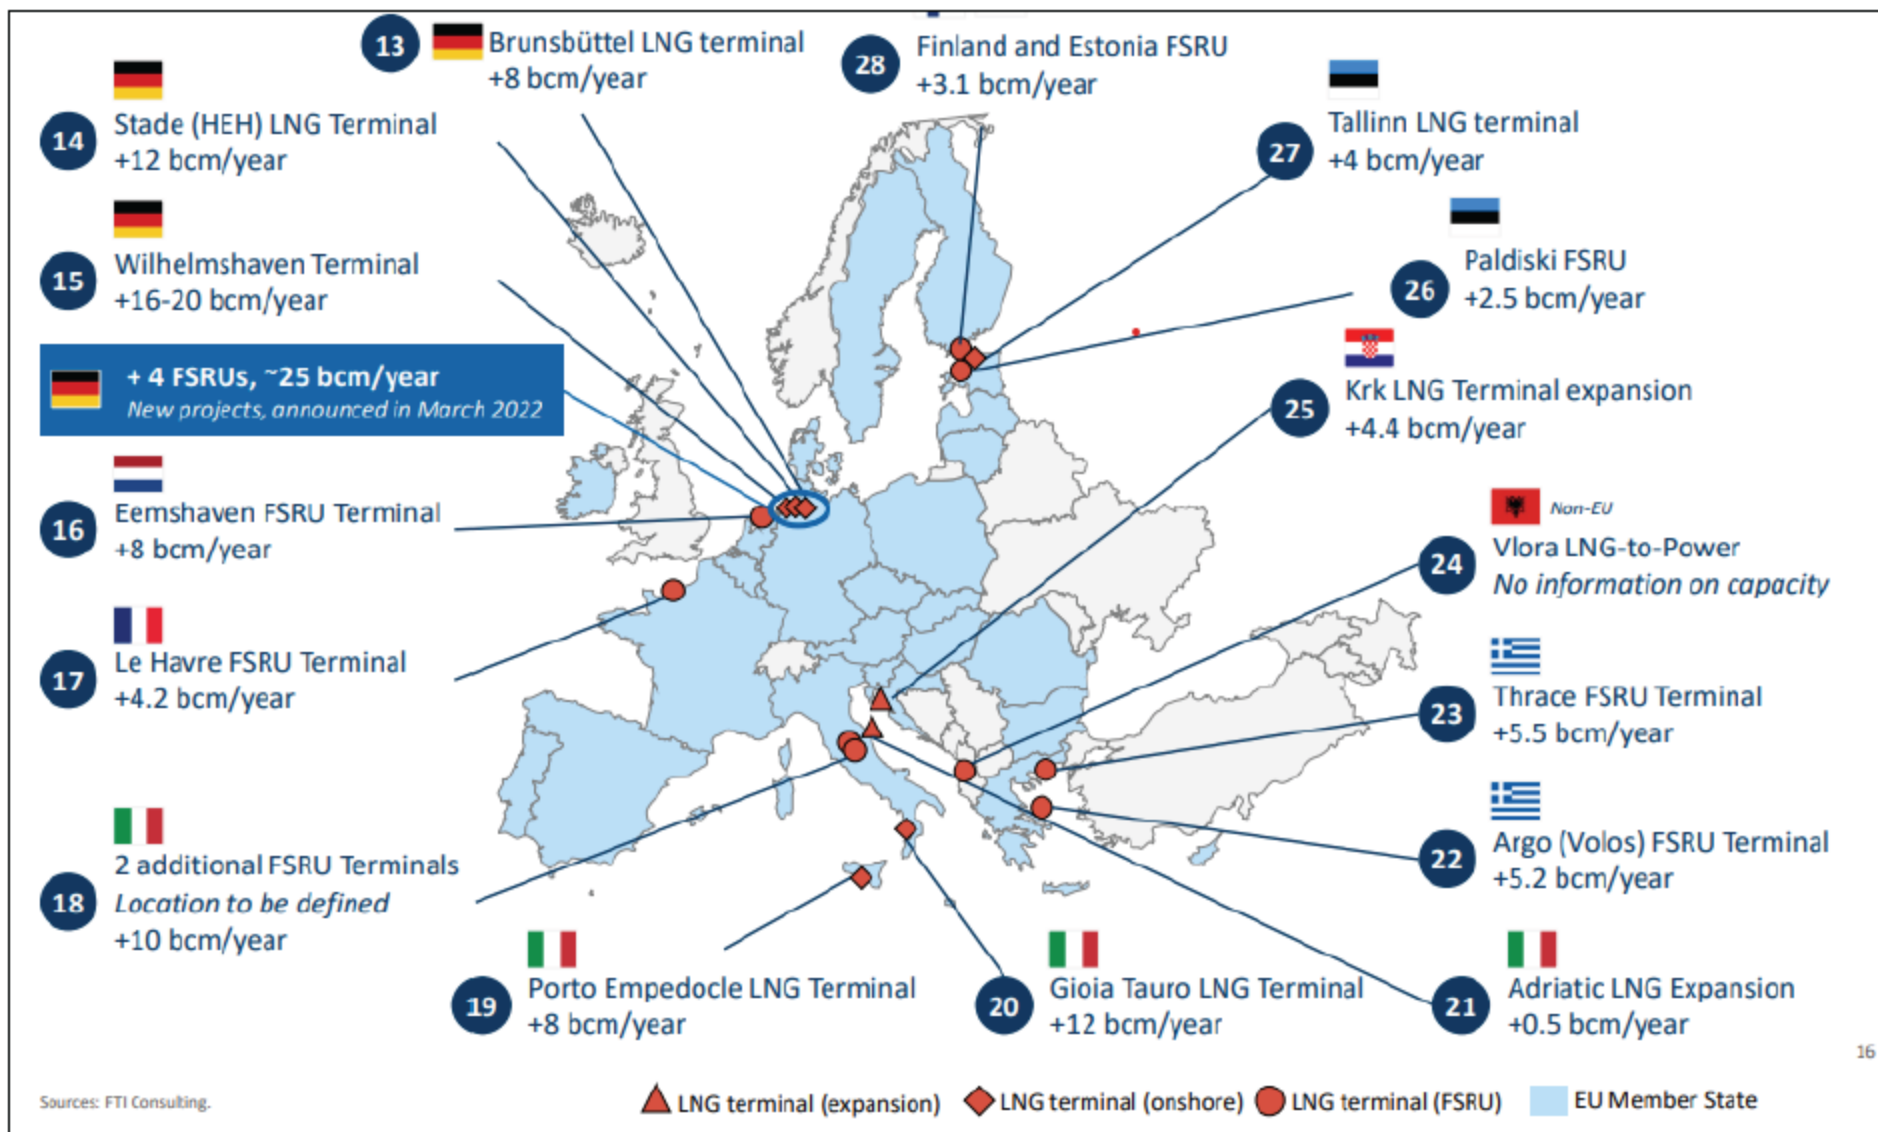 13
Brunsbüttel LNG terminal
+8 bcm/year
28
Finland and Estonia FSRU
+3.1 bcm/year
14
Stade (HEH) LNG Terminal
+12 bcm/year
27
Tallinn LNG terminal
+4 bcm/year
15
Wilhelmshaven Terminal
+16-20 bcm/year
26
Paldiski FSRU
+2.5 bcm/year
+ 4 FSRUs, ~25 bcm/year
New projects, announced in March 2022
25
Krk LNG Terminal expansion
+4.4 bcm/year
16
Eemshaven FSRU Terminal
+8 bcm/year
24
Non-EU
Vlora LNG-to-Power
No information on capacity
17
Le Havre FSRU Terminal
+4.2 bcm/year
23
Thrace FSRU Terminal
+5.5 bcm/year
18
2 additional FSRU Terminals
Location to be defined
+10 bcm/year
22
Argo (Volos) FSRU Terminal
+5.2 bcm/year
19
Porto Empedocle LNG Terminal
+8 bcm/year
20
Gioia Tauro LNG Terminal
+12 bcm/year
21
Adriatic LNG Expansion
+0.5 bcm/year
16
Sources: FTI Consulting.
LNG terminal (expansion)
LNG terminal (onshore)
LNG terminal (FSRU)
EU Member State